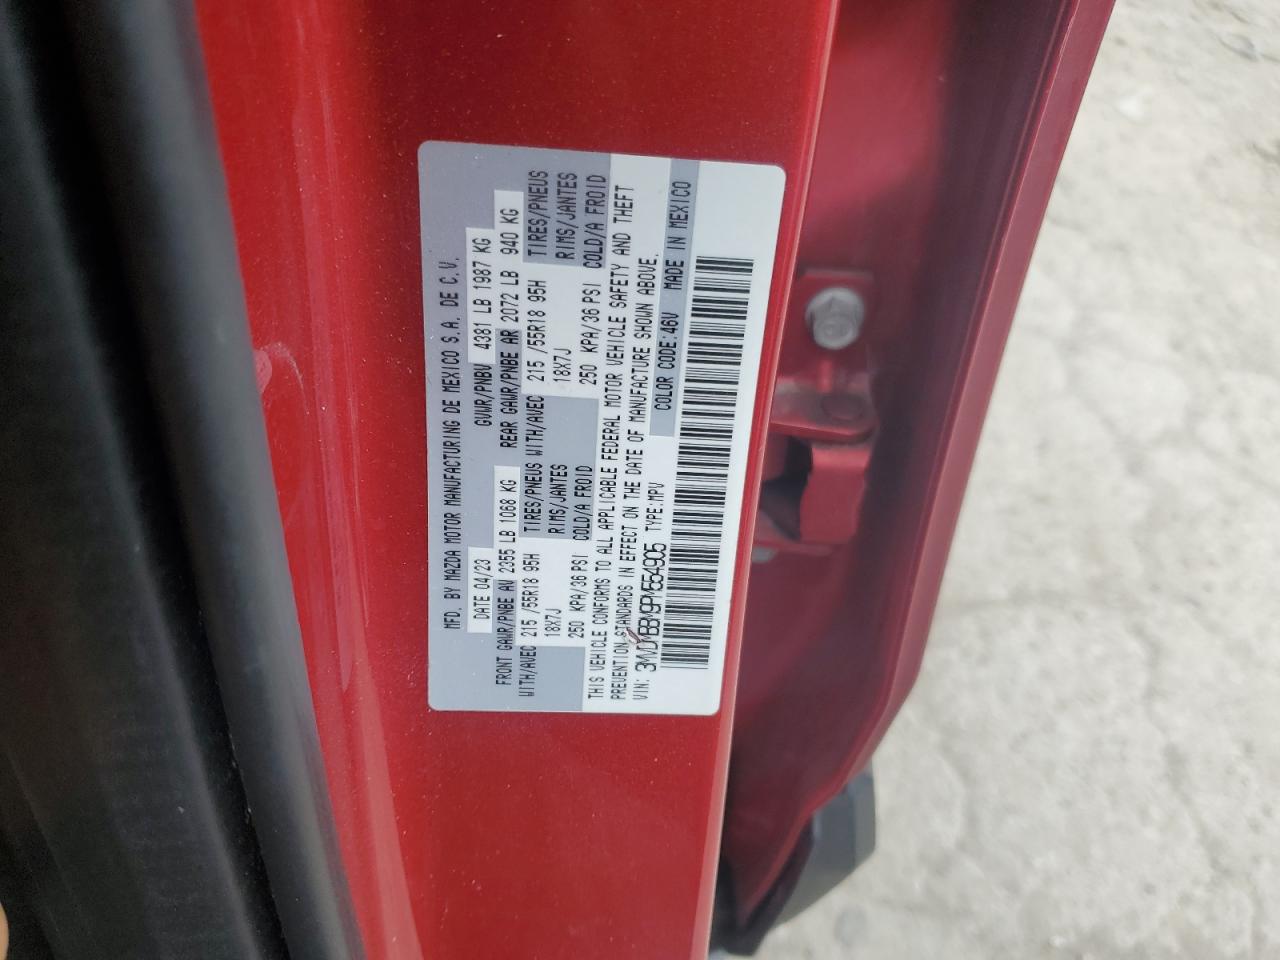 MFD. BY MAZDA MOTOR MANUFACTURING DE MEXICO S.A. DE C.V.
DATE 04/23 GVWR/PNBV 4381 LB 1987 KG
FRONT GAWR/PNBE AV 2355 LB 1068 KG REAR GAWR/PNBE AR 2072 LB 940 KG
WITH/AVEC 215 /55R18 95H TIRES/PNEUS WITH/AVEC 215 /55R18 95H TIRES/PNEUS
18X7J RIMS/JANTES 18X7J RIMS/JANTES
250 KPA/36 PSI COLD/A FROID 250 KPA/36 PSI COLD/A FROID
THIS VEHICLE CONFORMS TO ALL APPLICABLE FEDERAL MOTOR VEHICLE SAFETY AND THEFT
PREVENTION STANDARDS IN EFFECT ON THE DATE OF MANUFACTURE SHOWN ABOVE.
VIN: TYPE:MPV COLOR CODE:46V MADE IN MEXICO